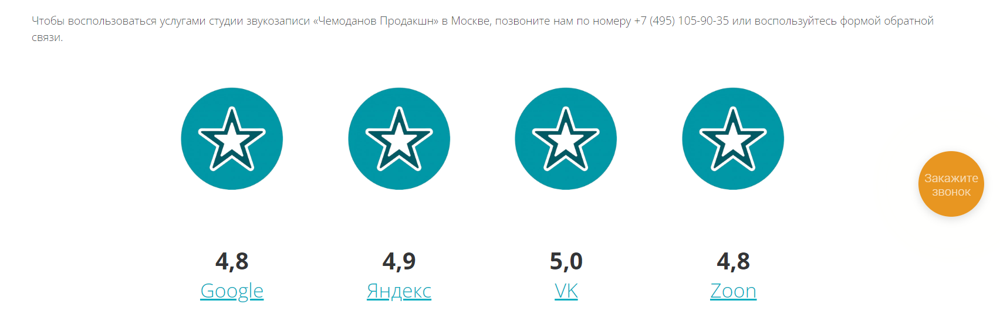 Чтобы воспользоваться услугами студии звукозаписи «Чемоданов Продакшн» в Москве, позвоните нам по номеру +7 (495) 105-90-35 или воспользуйтесь формой обратной
связи.
Закажите
звонок
4,8
Google
4,9
Яндекс
5,0
VK
4,8
Zoon